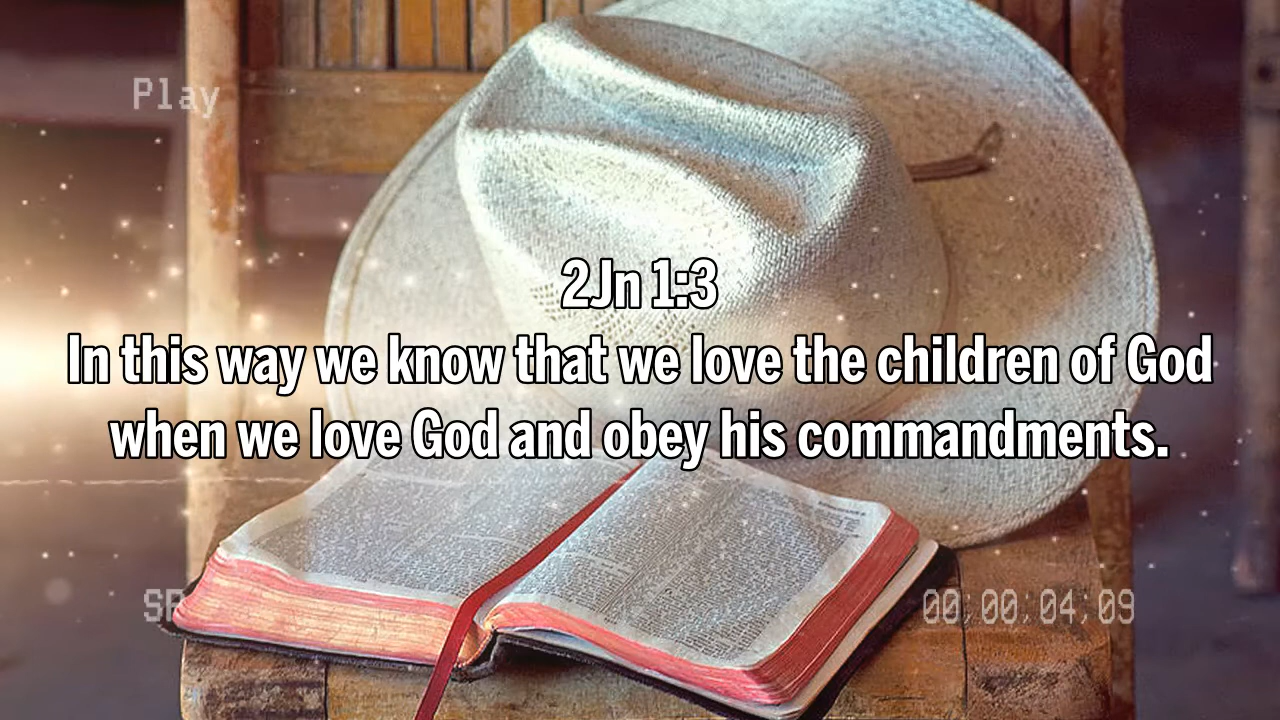 Play
2Jn 1:3
In this way we know that we love the children of God
when we love God and obey his commandments.
SP
00;00;04;09